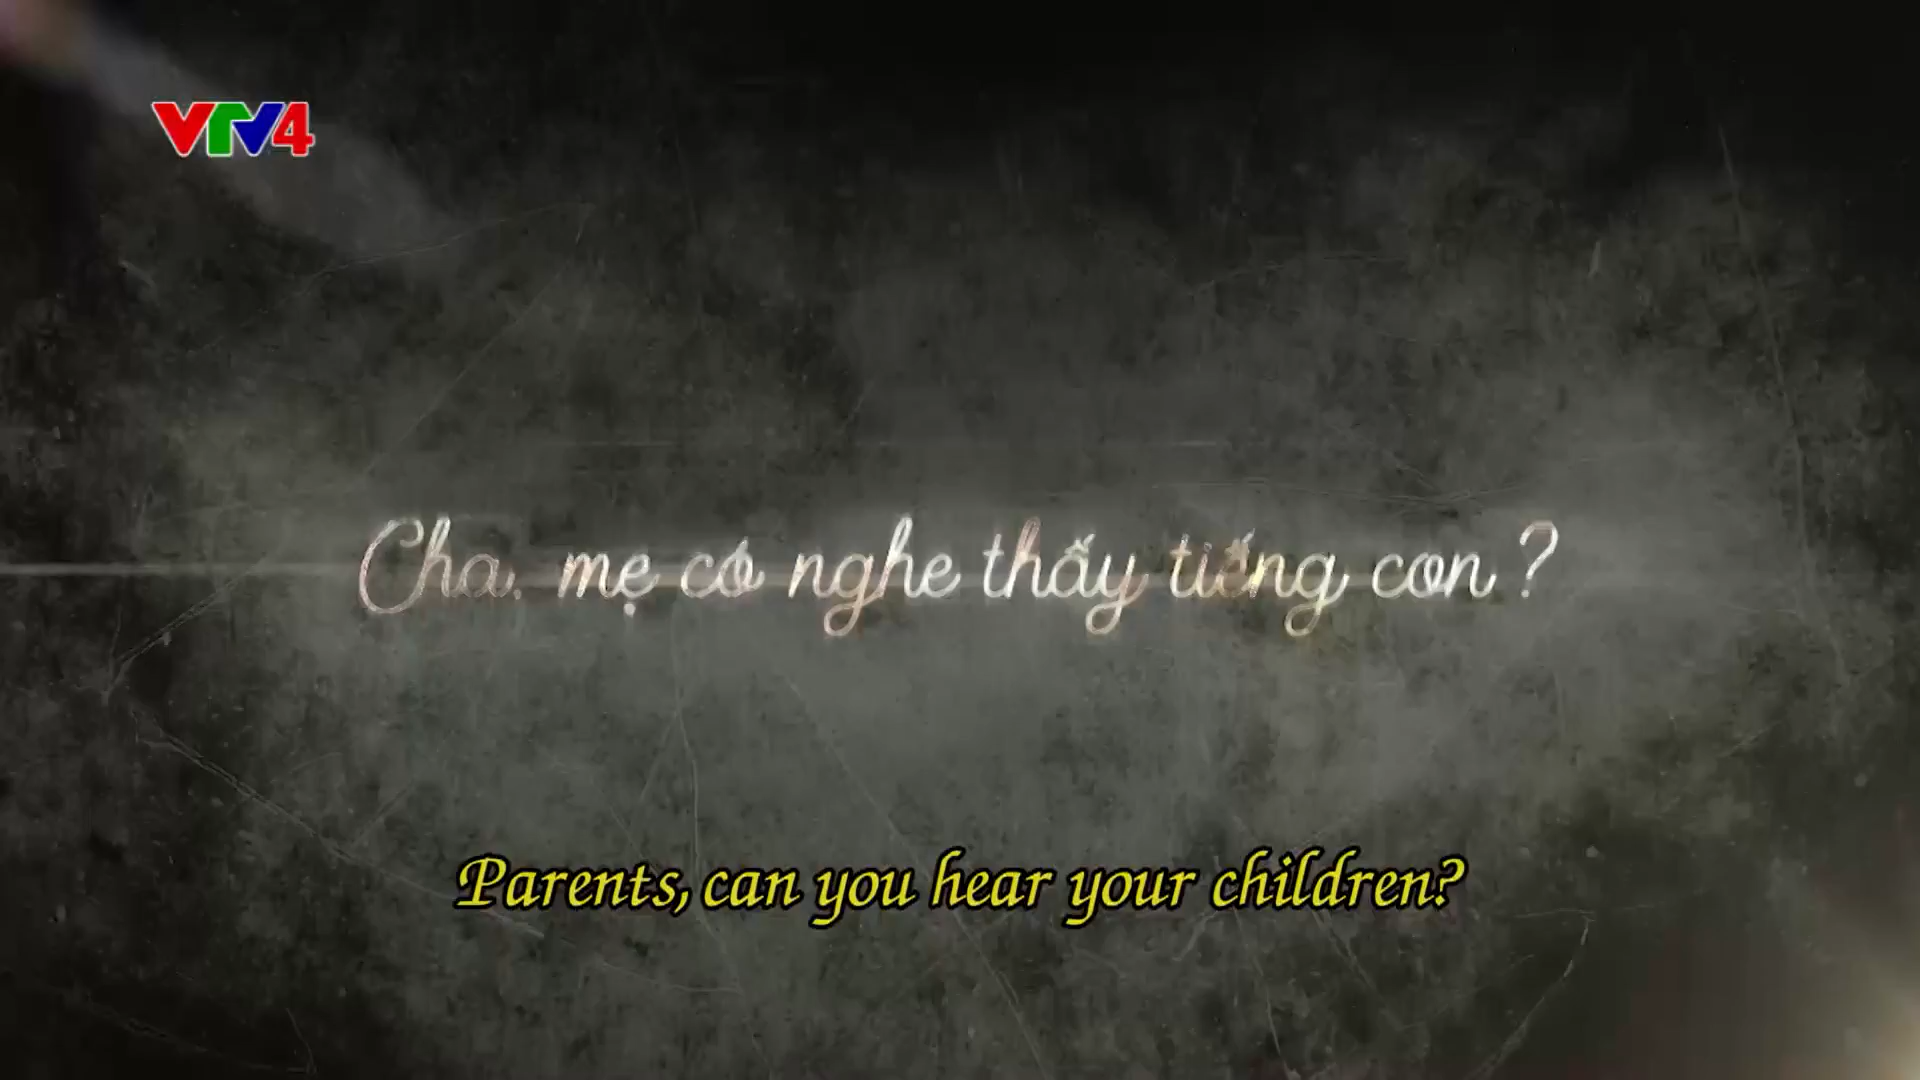 VTV4
Cha, mẹ có nghe thấy tiếng con?
Parents, can you hear your children?